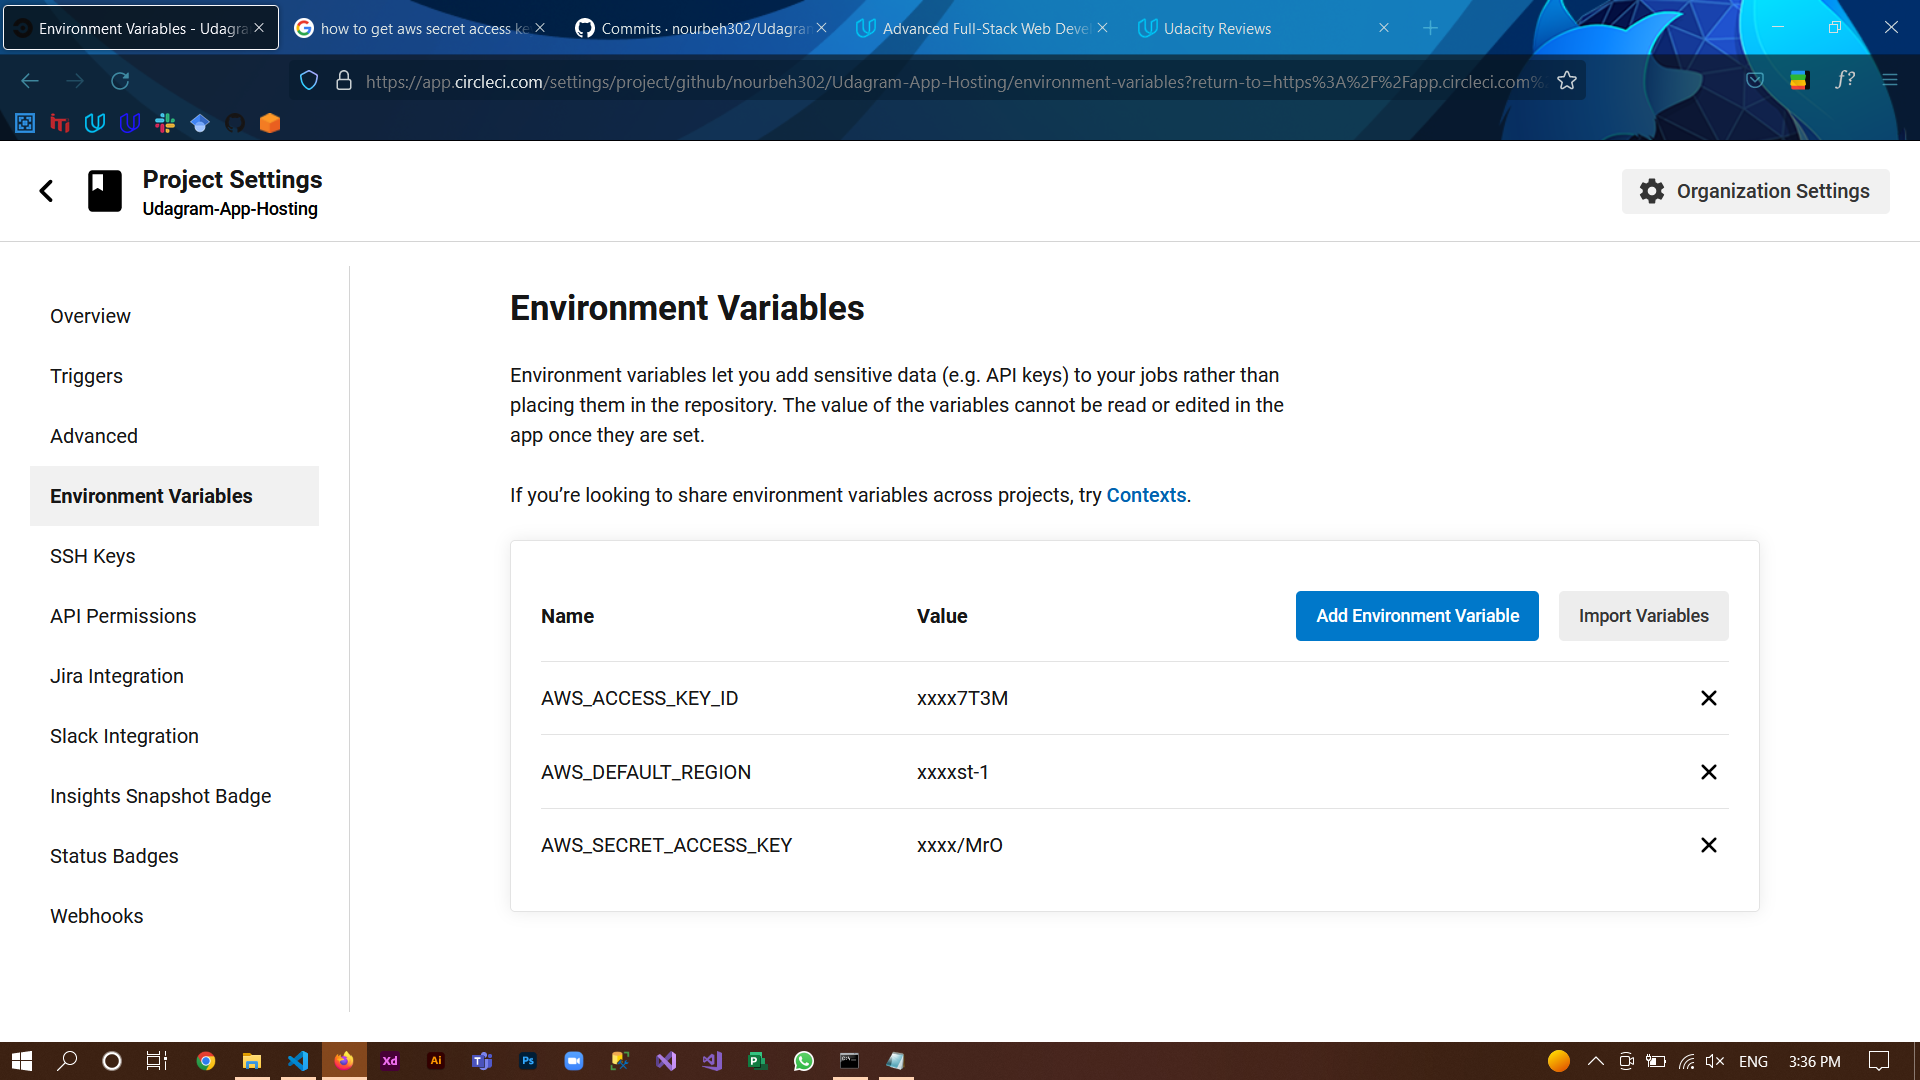 Environment Variables - Udagra
how to get aws secret access ke
Commits · nourbeh302/Udagram
Advanced Full-Stack Web Devel
Udacity Reviews
https://app.circleci.com/settings/project/github/nourbeh302/Udagram-App-Hosting/environment-variables?return-to=https%3A%2F%2Fapp.circleci.com%
f?
Project Settings
Udagram-App-Hosting
Organization Settings
Overview
Triggers
Advanced
Environment Variables
SSH Keys
API Permissions
Jira Integration
Slack Integration
Insights Snapshot Badge
Status Badges
Webhooks
Environment Variables
Environment variables let you add sensitive data (e.g. API keys) to your jobs rather than
placing them in the repository. The value of the variables cannot be read or edited in the
app once they are set.
If you’re looking to share environment variables across projects, try Contexts.
Name Value Add Environment Variable Import Variables
AWS_ACCESS_KEY_ID xxxx7T3M
AWS_DEFAULT_REGION xxxxst-1
AWS_SECRET_ACCESS_KEY xxxx/MrO
Xd Ai Ps
ENG 3:36 PM